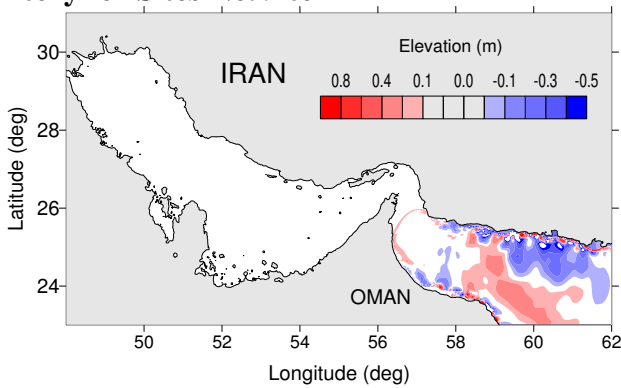 Elevation (m)
IRAN
0.8 0.4 0.1 0.0 -0.1 -0.3 -0.5
30
28
26
24
Latitude (deg)
OMAN
50 52 54 56 58 60 62
Longitude (deg)